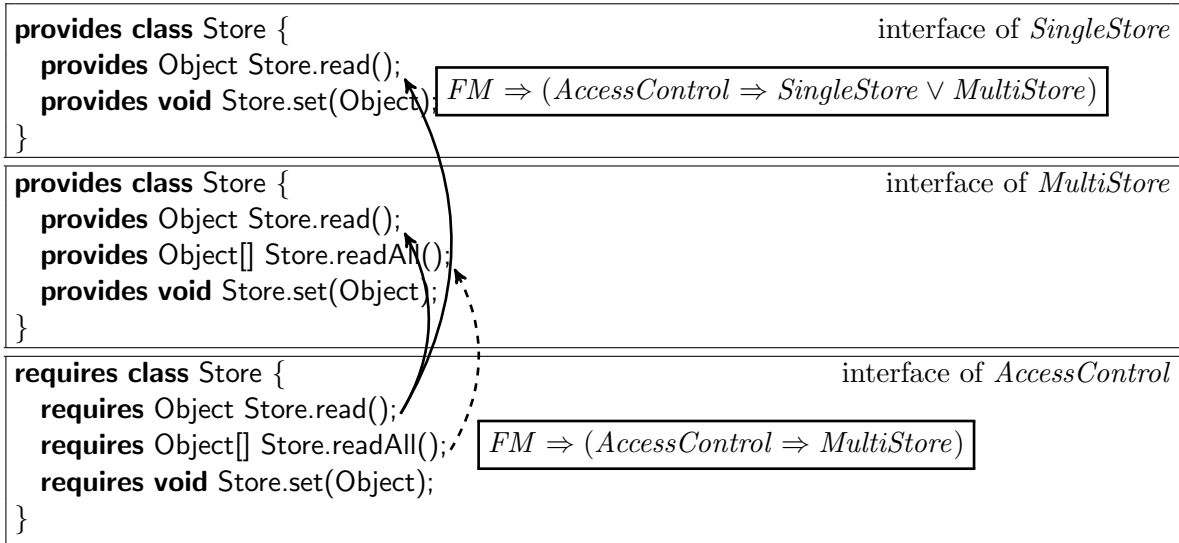 provides class Store { interface of SingleStore
provides Object Store.read();
provides void Store.set(Object); FM ⇒ (AccessControl ⇒ SingleStore ∨ MultiStore)
}
provides class Store { interface of MultiStore
provides Object Store.read();
provides Object[] Store.readAll();
provides void Store.set(Object);
}
requires class Store { interface of AccessControl
requires Object Store.read();
requires Object[] Store.readAll(); FM ⇒ (AccessControl ⇒ MultiStore)
requires void Store.set(Object);
}